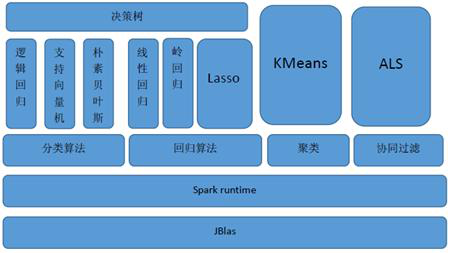 决策树
逻辑回归
支持向量机
朴素贝叶斯
线性回归
岭回归
Lasso
KMeans
ALS
分类算法
回归算法
聚类
协同过滤
Spark runtime
JBlas